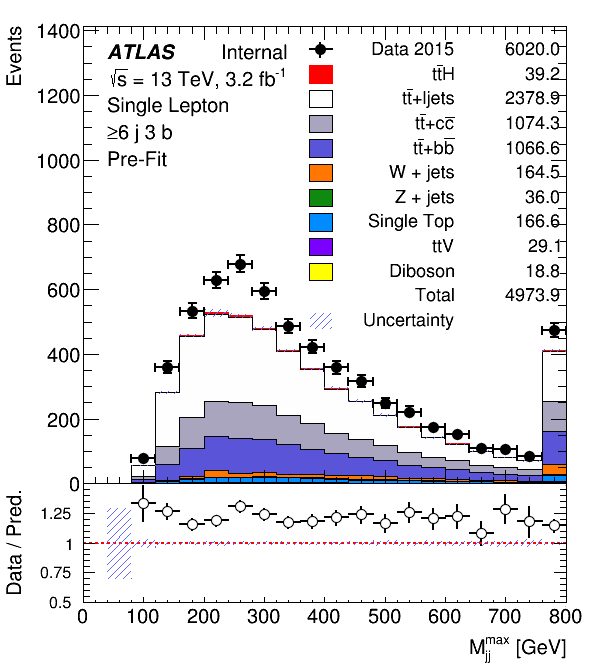 Events
1400
1200
1000
800
600
400
200
0
ATLAS Internal
√s = 13 TeV, 3.2 fb⁻¹
Single Lepton
≥6 j 3 b
Pre-Fit
Data 2015 6020.0
tt̄H 39.2
tt̄+ljets 2378.9
tt̄+cc̄ 1074.3
tt̄+bb̄ 1066.6
W + jets 164.5
Z + jets 36.0
Single Top 166.6
ttV 29.1
Diboson 18.8
Total 4973.9
Uncertainty
Data / Pred.
1.25
1
0.75
0.5
0 100 200 300 400 500 600 700 800
M_jj^max [GeV]